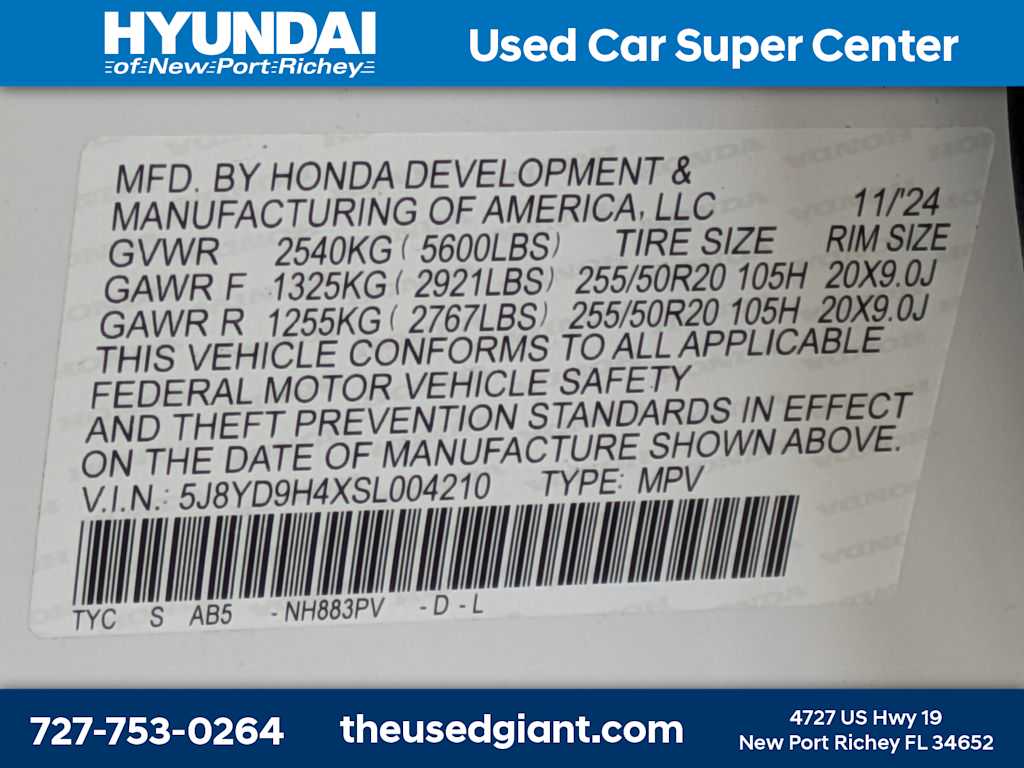 HYUNDAI
of New Port Richey
Used Car Super Center
MFD. BY HONDA DEVELOPMENT &
MANUFACTURING OF AMERICA, LLC 11/'24
GVWR 2540KG ( 5600LBS) TIRE SIZE RIM SIZE
GAWR F 1325KG ( 2921LBS) 255/50R20 105H 20X9.0J
GAWR R 1255KG ( 2767LBS) 255/50R20 105H 20X9.0J
THIS VEHICLE CONFORMS TO ALL APPLICABLE
FEDERAL MOTOR VEHICLE SAFETY
AND THEFT PREVENTION STANDARDS IN EFFECT
ON THE DATE OF MANUFACTURE SHOWN ABOVE.
V.I.N.: 5J8YD9H4XSL004210 TYPE: MPV
TYC S AB5 -NH883PV -D-L
727-753-0264
theusedgiant.com
4727 US Hwy 19
New Port Richey FL 34652